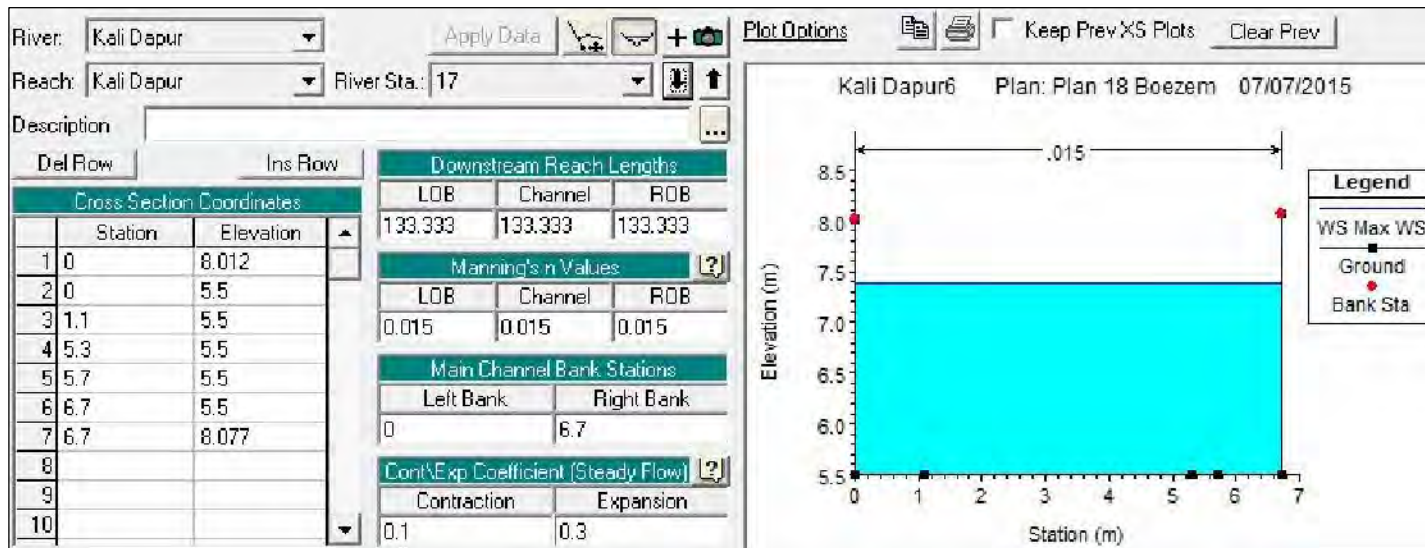 River: Kali Dapur Apply Data
Reach: Kali Dapur River Sta.: 17
Description ...
Del Row Ins Row
Cross Section Coordinates
Station Elevation
1 0 8.012
2 0 5.5
3 1.1 5.5
4 5.3 5.5
5 5.7 5.5
6 6.7 5.5
7 6.7 8.077
8
9
10
Downstream Reach Lengths
LOB Channel ROB
133.333 133.333 133.333
Manning's n Values ?
LOB Channel ROB
0.015 0.015 0.015
Main Channel Bank Stations
Left Bank Right Bank
0 6.7
Cont\Exp Coefficient (Steady Flow) ?
Contraction Expansion
0.1 0.3
Plot Options Keep Prev XS Plots Clear Prev
Kali Dapur6 Plan: Plan 18 Boezem 07/07/2015
.015
8.5
8.0
7.5
7.0
6.5
6.0
5.5
Elevation (m)
0 1 2 3 4 5 6 7
Station (m)
Legend
WS Max WS
Ground
Bank Sta